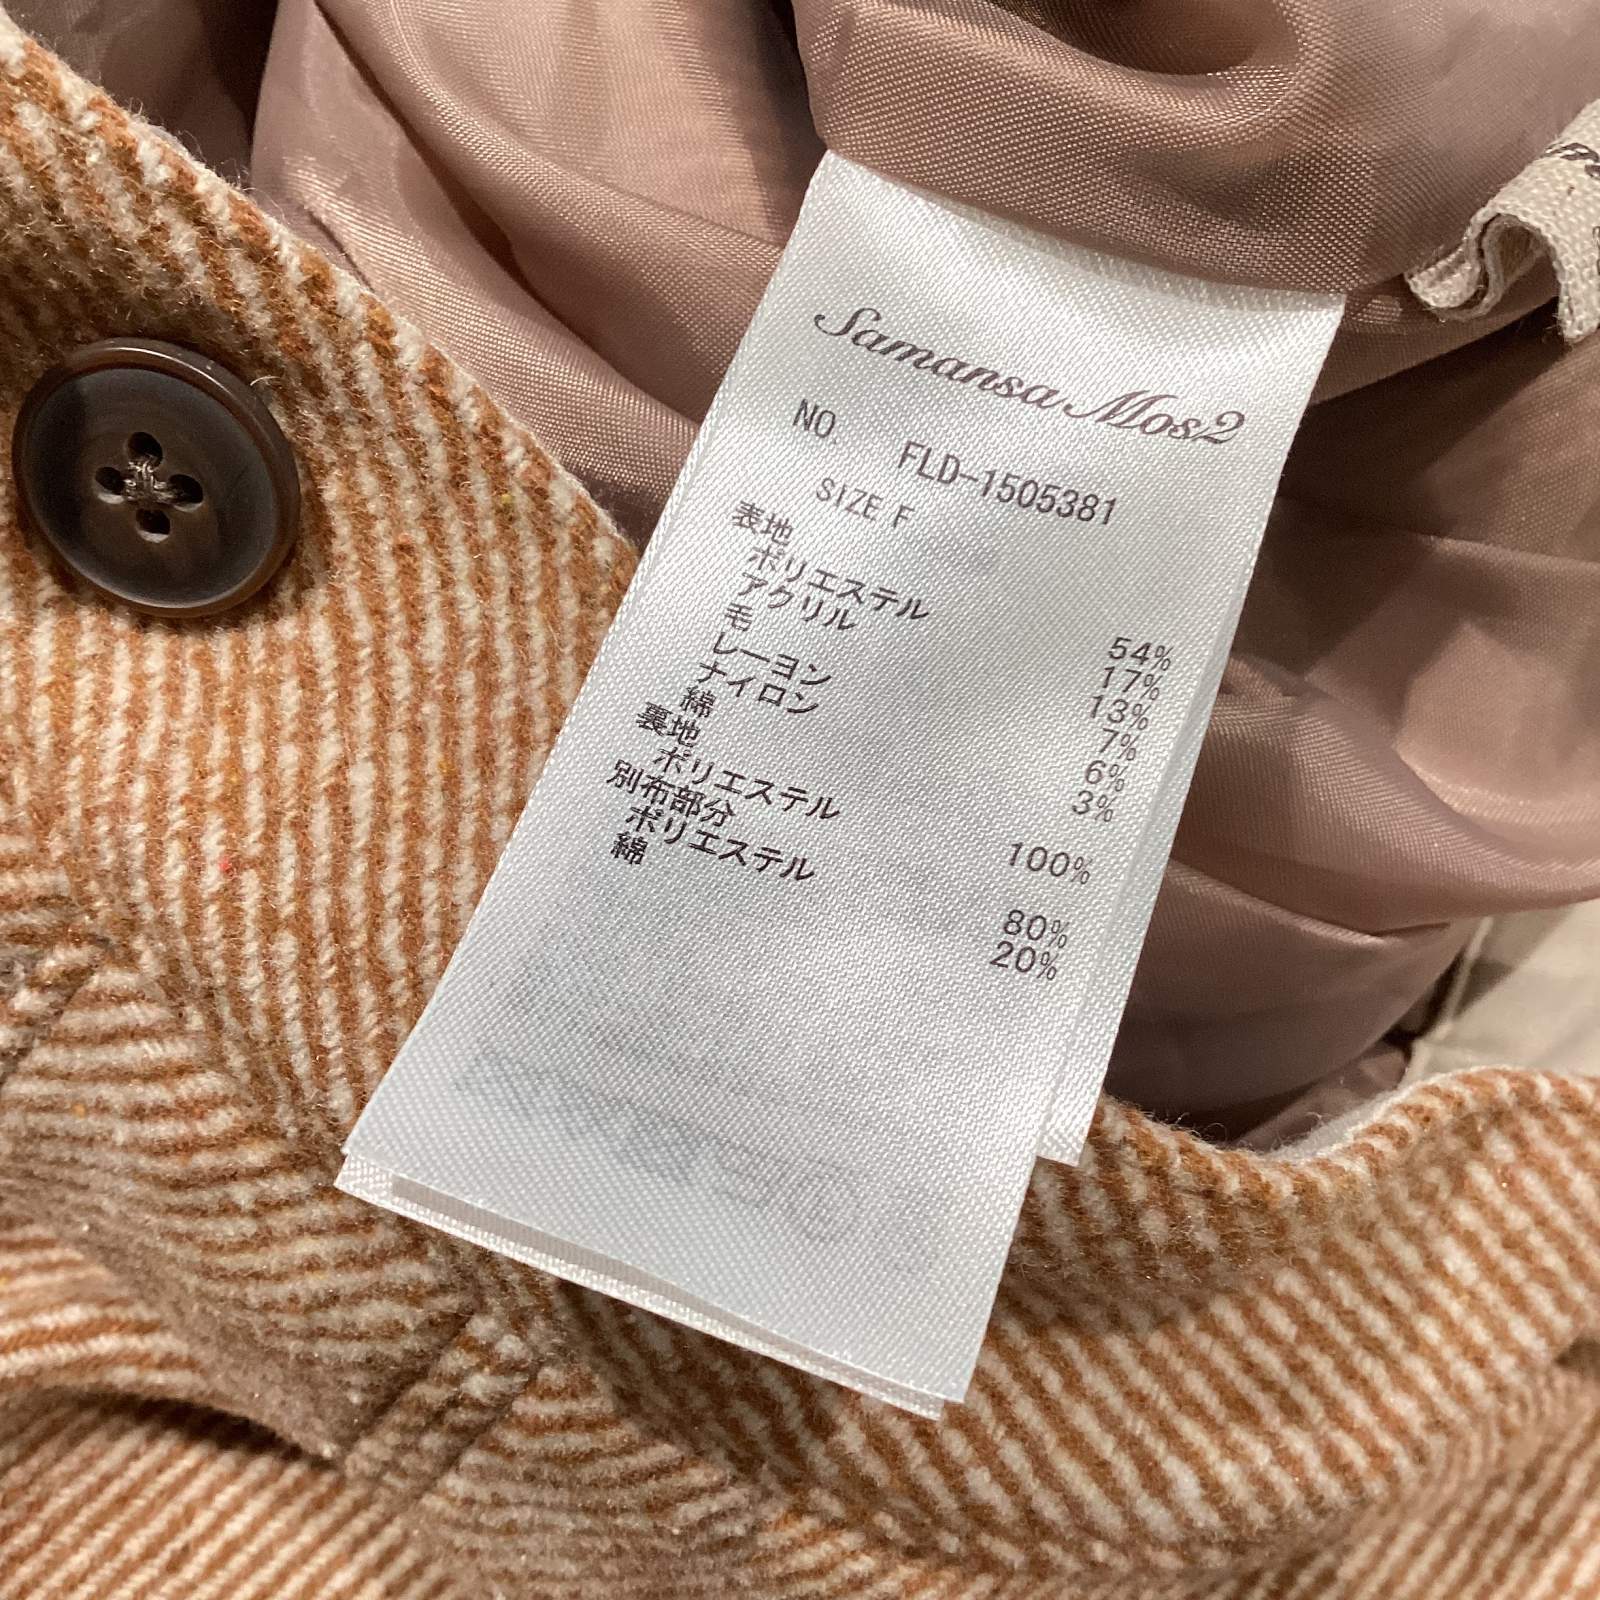 Samansa Mos2
NO. FLD-1505381
SIZE F
表地
ポリエステル 54%
アクリル 17%
毛 13%
レーヨン 7%
ナイロン 6%
綿 3%
裏地
ポリエステル 100%
別布部分
ポリエステル 80%
綿 20%